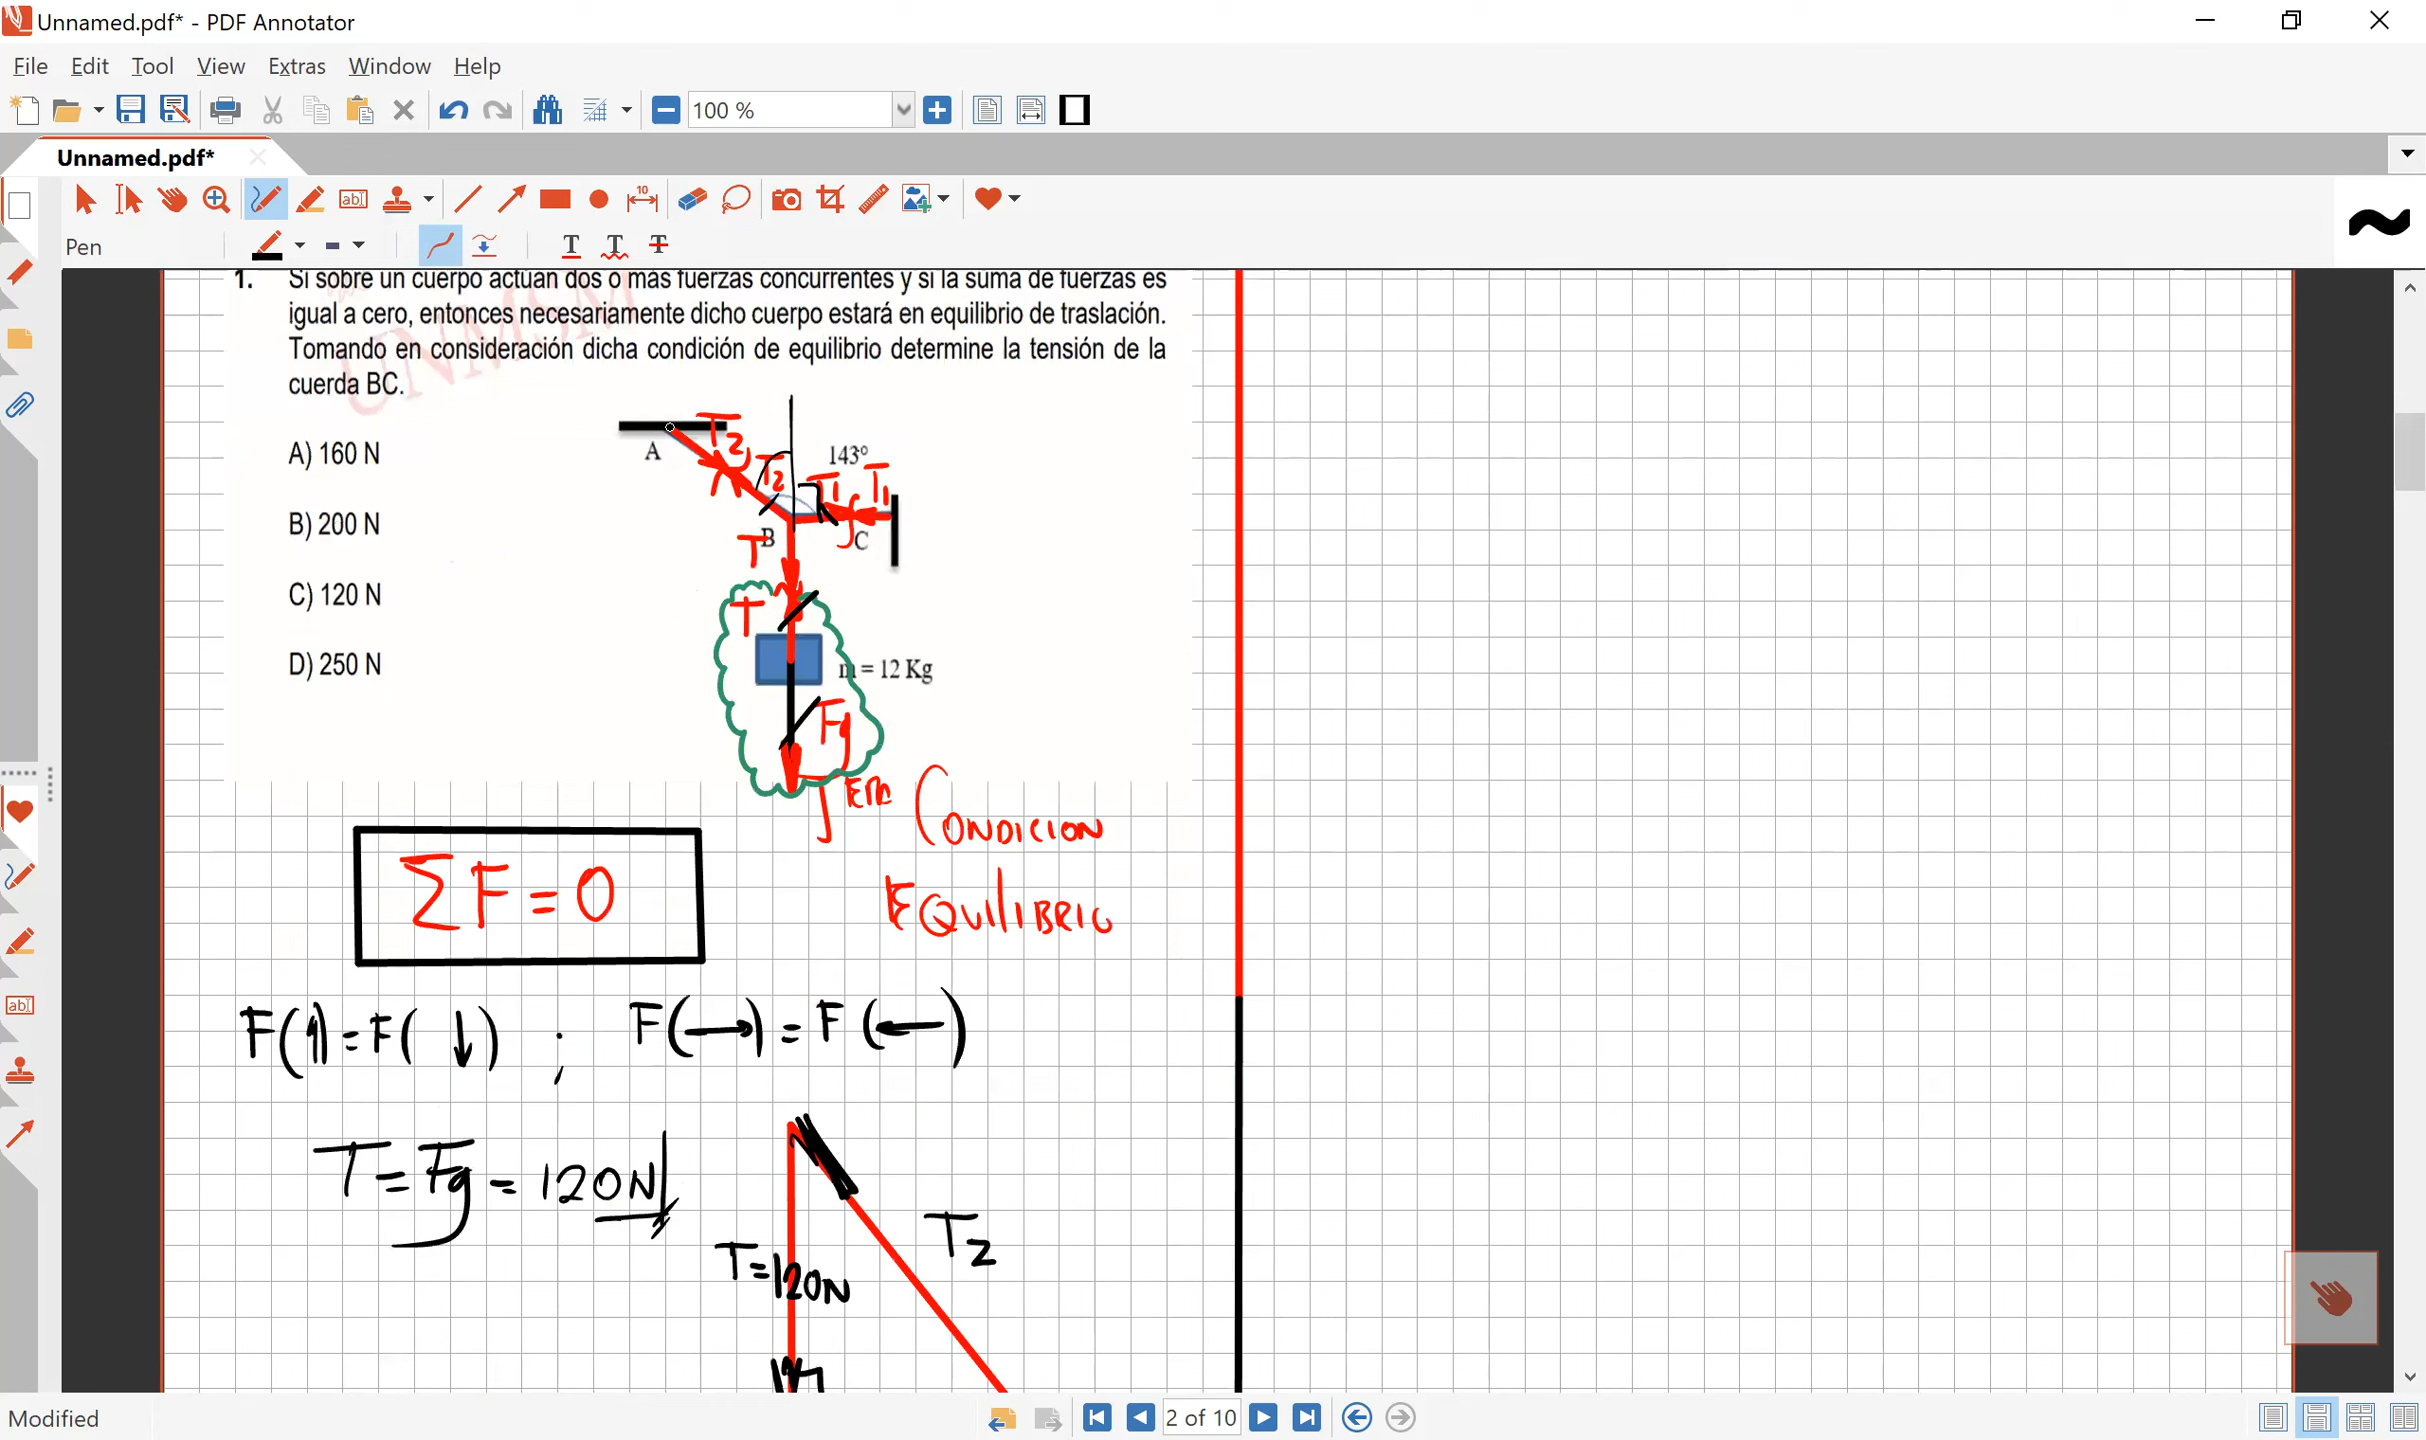 Unnamed.pdf* - PDF Annotator
File Edit Tool View Extras Window Help
100 %
Unnamed.pdf*
Pen
1. Si sobre un cuerpo actúan dos o más fuerzas concurrentes y si la suma de fuerzas es
igual a cero, entonces necesariamente dicho cuerpo estará en equilibrio de traslación.
Tomando en consideración dicha condición de equilibrio determine la tensión de la
cuerda BC.
UNMSM
A) 160 N
B) 200 N
C) 120 N
D) 250 N
T2
A
T2
143°
T1
T1
B
C
T
T
m = 12 Kg
Fg
CONDICION
EQUILIBRIO
∑F = 0
F(↑) = F(↓) ; F(→) = F(←)
T = Fg = 120N
T2
T=120N
Modified
2 of 10